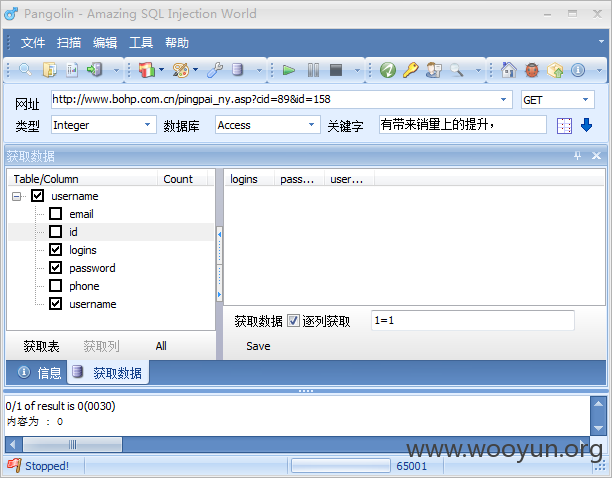 Pangolin - Amazing SQL Injection World
文件 扫描 编辑 工具 帮助
网址 http://www.bohp.com.cn/pingpai_ny.asp?cid=89&id=158 GET
类型 Integer 数据库 Access 关键字 有带来销量上的提升，
获取数据
Table/Column Count logins pass... user...
username
email
id
logins
password
phone
username
获取数据 逐列获取 1=1
获取表 获取列 All Save
信息 获取数据
0/1 of result is 0(0030)
内容为 : 0
www.wooyun.org
Stopped! 65001